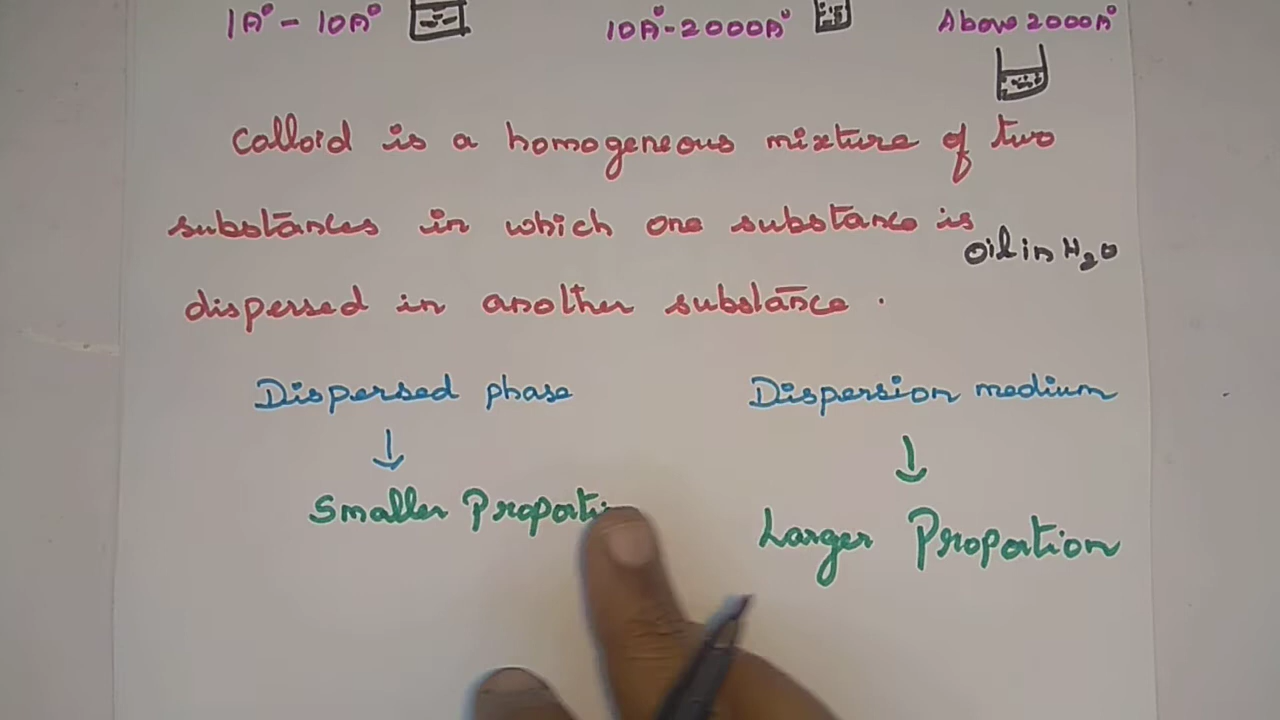 1A° - 10A° 10A°-2000A° Above 2000A°
Colloid is a homogeneous mixture of two
substances in which one substance is
oil in H₂O
dispersed in another substance.
Dispersed phase Dispersion medium
Smaller Larger Proportion